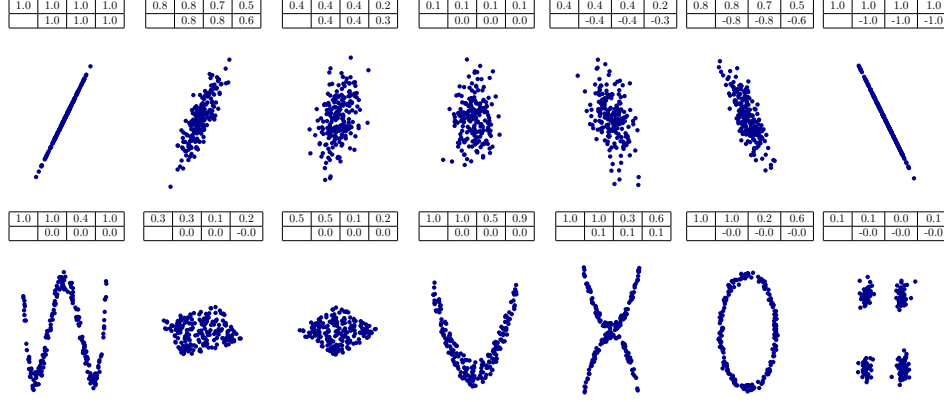 1.0 1.0 1.0 1.0
1.0 1.0 1.0
0.8 0.8 0.7 0.5
0.8 0.8 0.6
0.4 0.4 0.4 0.2
0.4 0.4 0.3
0.1 0.1 0.1 0.1
0.0 0.0 0.0
0.4 0.4 0.4 0.2
-0.4 -0.4 -0.3
0.8 0.8 0.7 0.5
-0.8 -0.8 -0.6
1.0 1.0 1.0 1.0
-1.0 -1.0 -1.0
1.0 1.0 0.4 1.0
0.0 0.0 0.0
0.3 0.3 0.1 0.2
0.0 0.0 -0.0
0.5 0.5 0.1 0.2
0.0 0.0 0.0
1.0 1.0 0.5 0.9
0.0 0.0 0.0
1.0 1.0 0.3 0.6
0.1 0.1 0.1
1.0 1.0 0.2 0.6
-0.0 -0.0 -0.0
0.1 0.1 0.0 0.1
-0.0 -0.0 -0.0